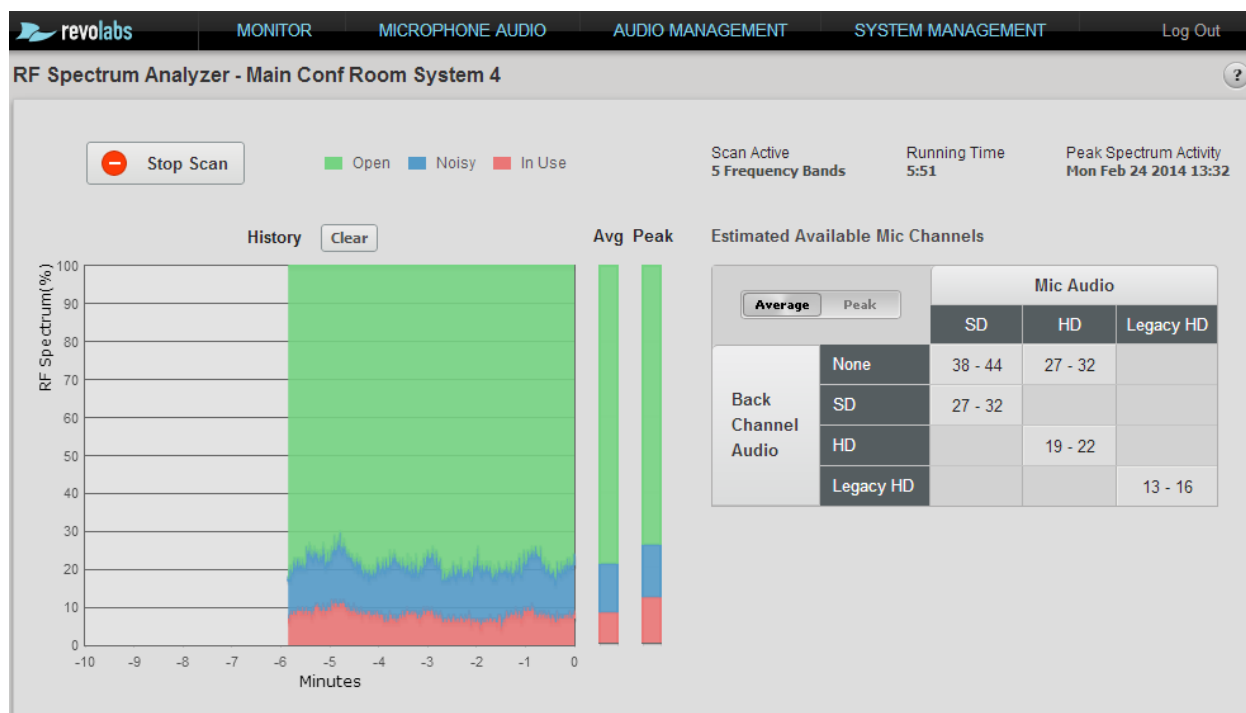 revolabs MONITOR MICROPHONE AUDIO AUDIO MANAGEMENT SYSTEM MANAGEMENT Log Out
RF Spectrum Analyzer - Main Conf Room System 4 ?
Stop Scan Open Noisy In Use
Scan Active Running Time Peak Spectrum Activity
5 Frequency Bands 5:51 Mon Feb 24 2014 13:32
History Clear Avg Peak
RF Spectrum(%)
100
90
80
70
60
50
40
30
20
10
0
-10 -9 -8 -7 -6 -5 -4 -3 -2 -1 0
Minutes
Estimated Available Mic Channels
Average Peak Mic Audio
SD HD Legacy HD
Back Channel Audio
None 38 - 44 27 - 32
SD 27 - 32
HD 19 - 22
Legacy HD 13 - 16